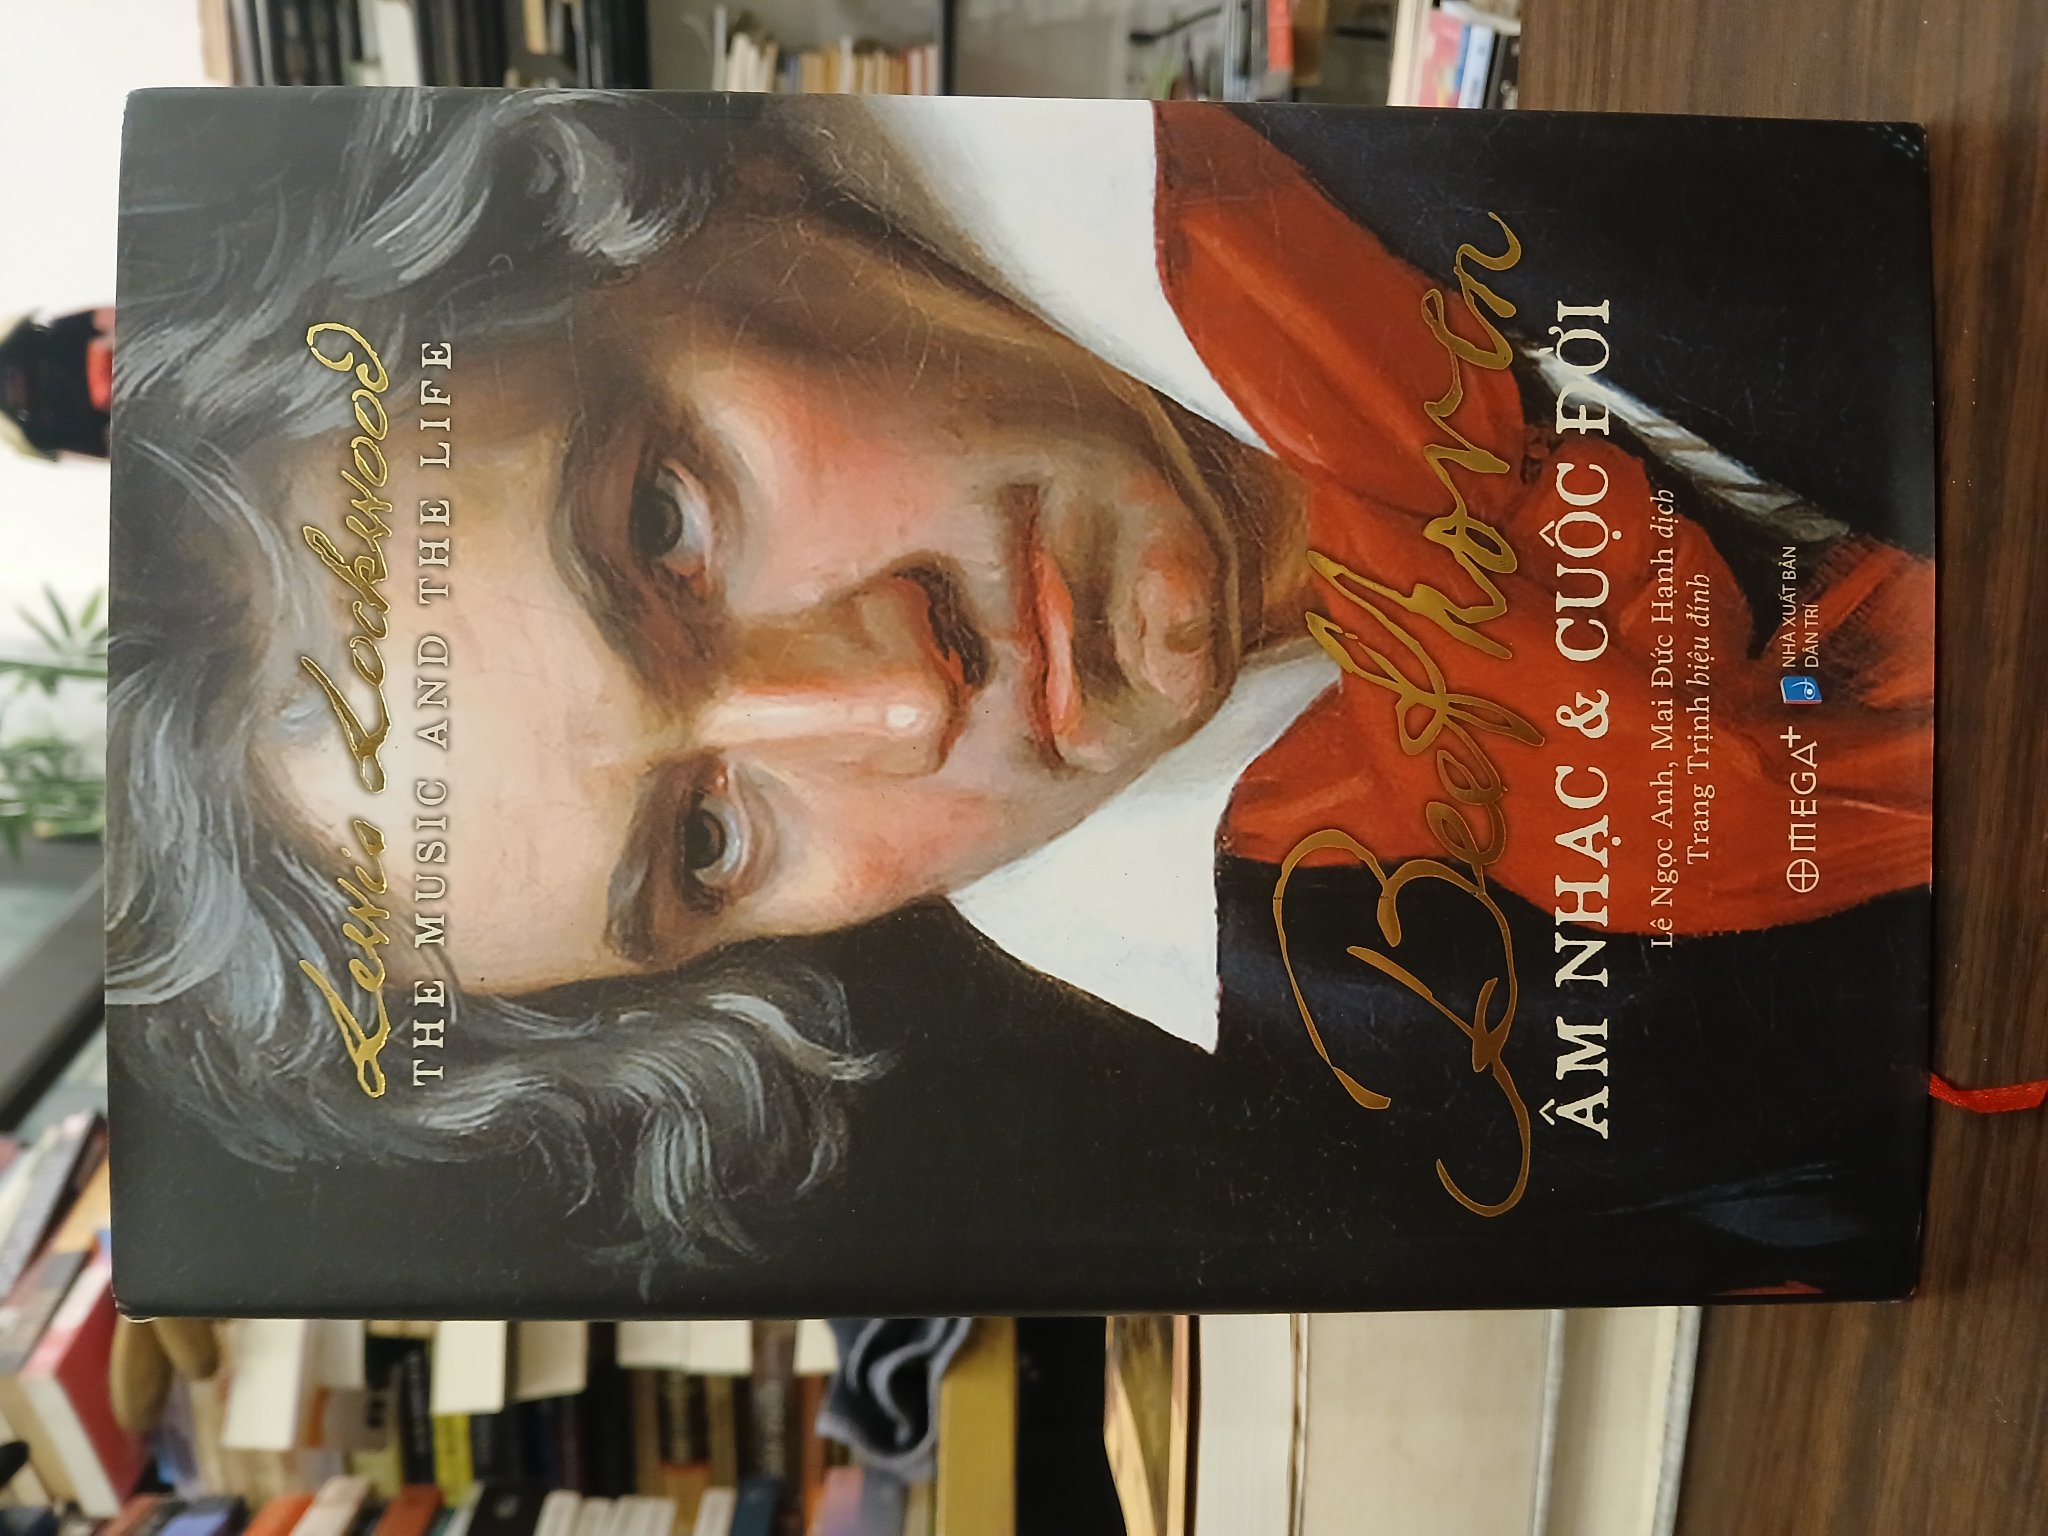 Lewis Lockwood
THE MUSIC AND THE LIFE
Beethoven
ÂM NHẠC & CUỘC ĐỜI
Lê Ngọc Anh, Mai Đức Hạnh dịch
Trang Trịnh hiệu đính
OMEGA+
NHÀ XUẤT BẢN
DÂN TRÍ